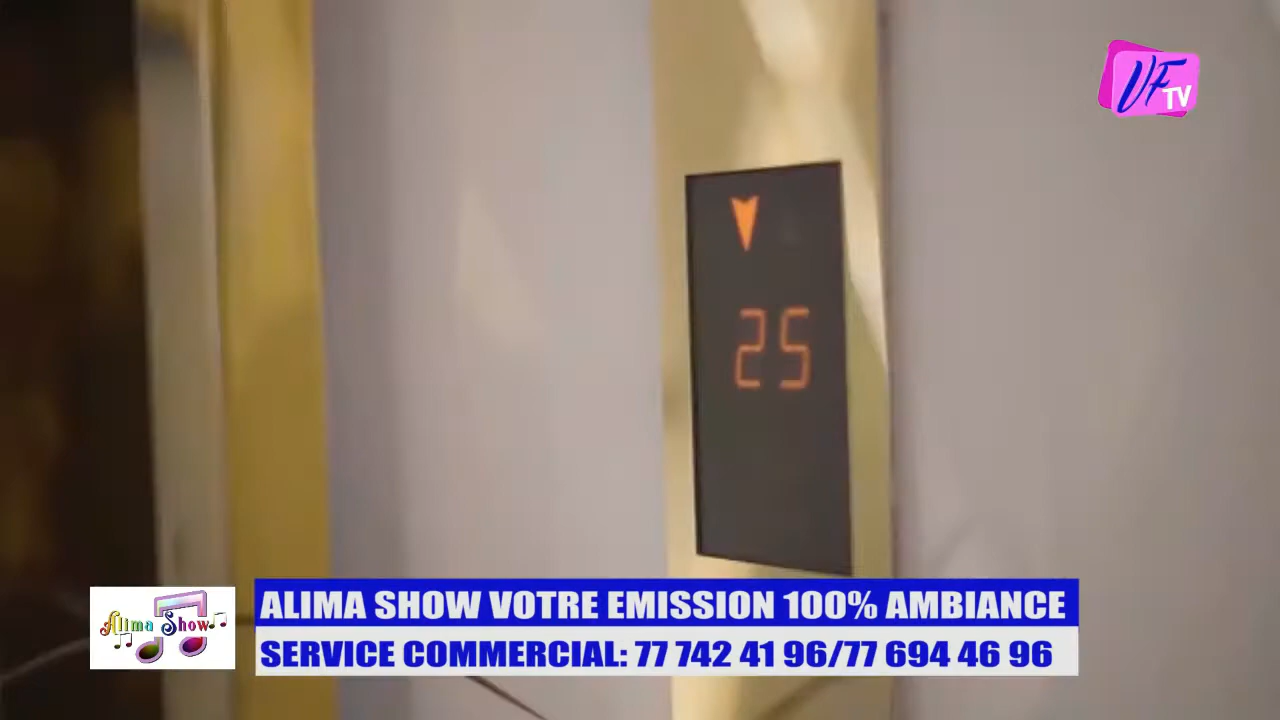 VF
TV
25
Alima Show
ALIMA SHOW VOTRE EMISSION 100% AMBIANCE
SERVICE COMMERCIAL: 77 742 41 96/77 694 46 96